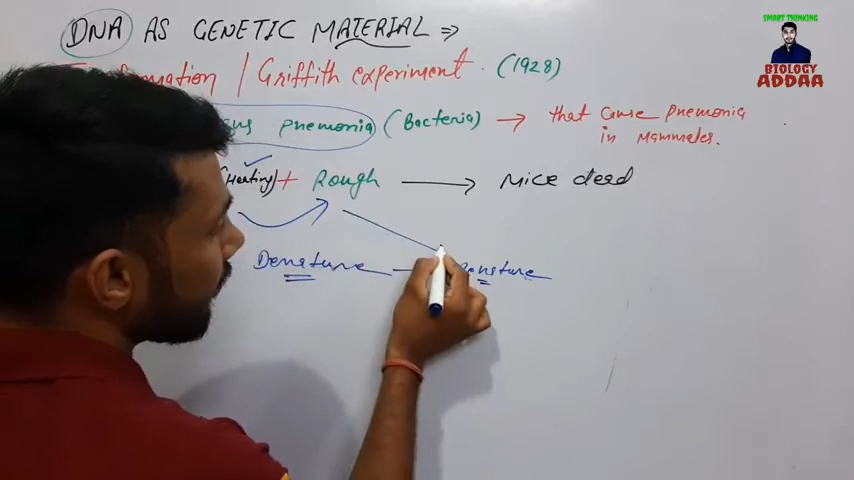 DNA AS GENETIC MATERIAL ⇒
/ Griffith experiment. (1928)
pnemonia (Bacteria) → that cause pnemonia
in mammales.
(Heating) + Rough → Mice dead
Denature →
SMART THINKING
BIOLOGY
ADDAA